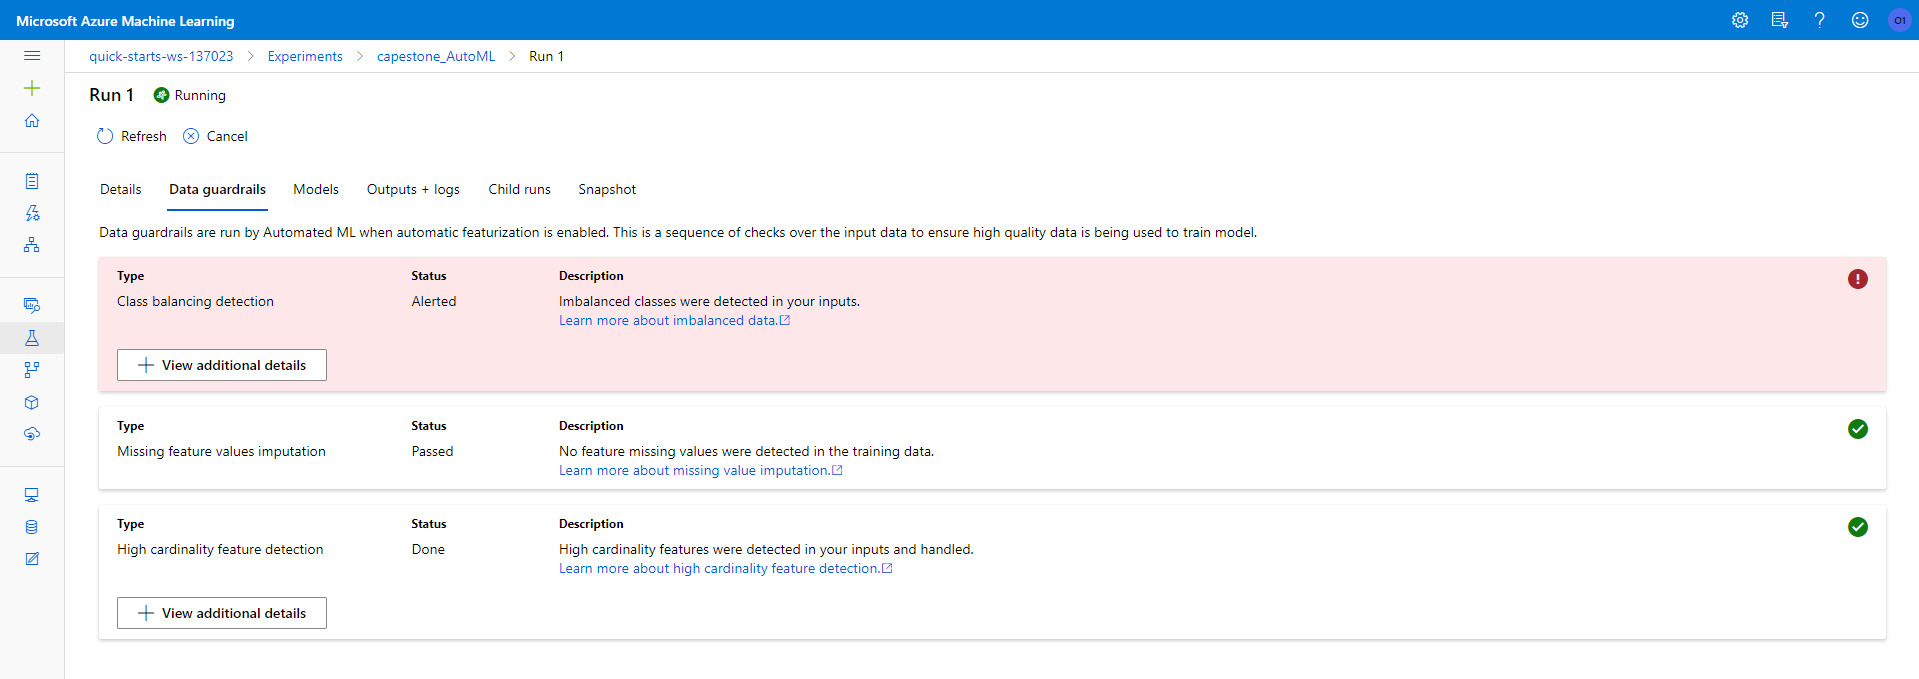 Microsoft Azure Machine Learning
O1
quick-starts-ws-137023 > Experiments > capestone_AutoML > Run 1
Run 1 Running
Refresh Cancel
Details Data guardrails Models Outputs + logs Child runs Snapshot
Data guardrails are run by Automated ML when automatic featurization is enabled. This is a sequence of checks over the input data to ensure high quality data is being used to train model.
Type Status Description
Class balancing detection Alerted Imbalanced classes were detected in your inputs.
Learn more about imbalanced data.
View additional details
Type Status Description
Missing feature values imputation Passed No feature missing values were detected in the training data.
Learn more about missing value imputation.
Type Status Description
High cardinality feature detection Done High cardinality features were detected in your inputs and handled.
Learn more about high cardinality feature detection.
View additional details